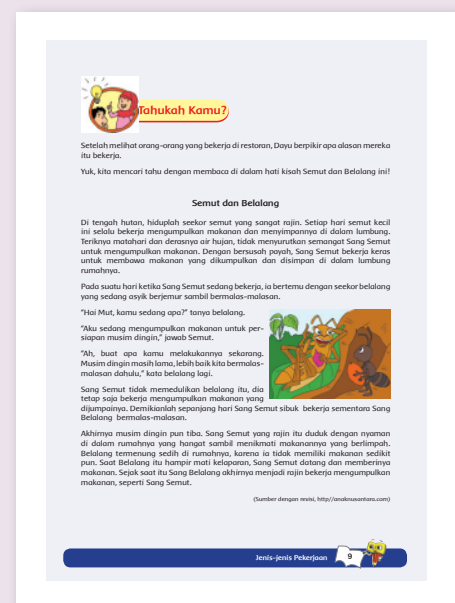 Tahukah Kamu?
Setelah melihat orang-orang yang bekerja di restoran, Dayu berpikir apa alasan mereka
itu bekerja.
Yuk, kita mencari tahu dengan membaca di dalam hati kisah Semut dan Belalang ini!
Semut dan Belalang
Di tengah hutan, hiduplah seekor semut yang sangat rajin. Setiap hari semut kecil
ini selalu bekerja mengumpulkan makanan dan menyimpannya di dalam lumbung.
Teriknya matahari dan derasnya air hujan, tidak menyurutkan semangat Sang Semut
untuk mengumpulkan makanan. Dengan bersusah payah, Sang Semut bekerja keras
untuk membawa makanan yang dikumpulkan dan disimpan di dalam lumbung
rumahnya.
Pada suatu hari ketika Sang Semut sedang bekerja, ia bertemu dengan seekor belalang
yang sedang asyik berjemur sambil bermalas-malasan.
"Hai Mut, kamu sedang apa?" tanya belalang.
"Aku sedang mengumpulkan makanan untuk per-
siapan musim dingin," jawab Semut.
"Ah, buat apa kamu melakukannya sekarang.
Musim dingin masih lama, lebih baik kita bermalas-
malasan dahulu," kata belalang lagi.
Sang Semut tidak memedulikan belalang itu, dia
tetap saja bekerja mengumpulkan makanan yang
dijumpainya. Demikianlah sepanjang hari Sang Semut sibuk bekerja sementara Sang
Belalang bermalas-malasan.
Akhirnya musim dingin pun tiba. Sang Semut yang rajin itu duduk dengan nyaman
di dalam rumahnya yang hangat sambil menikmati makanannya yang berlimpah.
Belalang termenung sedih di rumahnya, karena ia tidak memiliki makanan sedikit
pun. Saat Belalang itu hampir mati kelaparan, Sang Semut datang dan memberinya
makanan. Sejak saat itu Sang Belalang akhirnya menjadi rajin bekerja mengumpulkan
makanan, seperti Sang Semut.
(Sumber dengan revisi, http//anaknusantara.com)
Jenis-jenis Pekerjaan 9